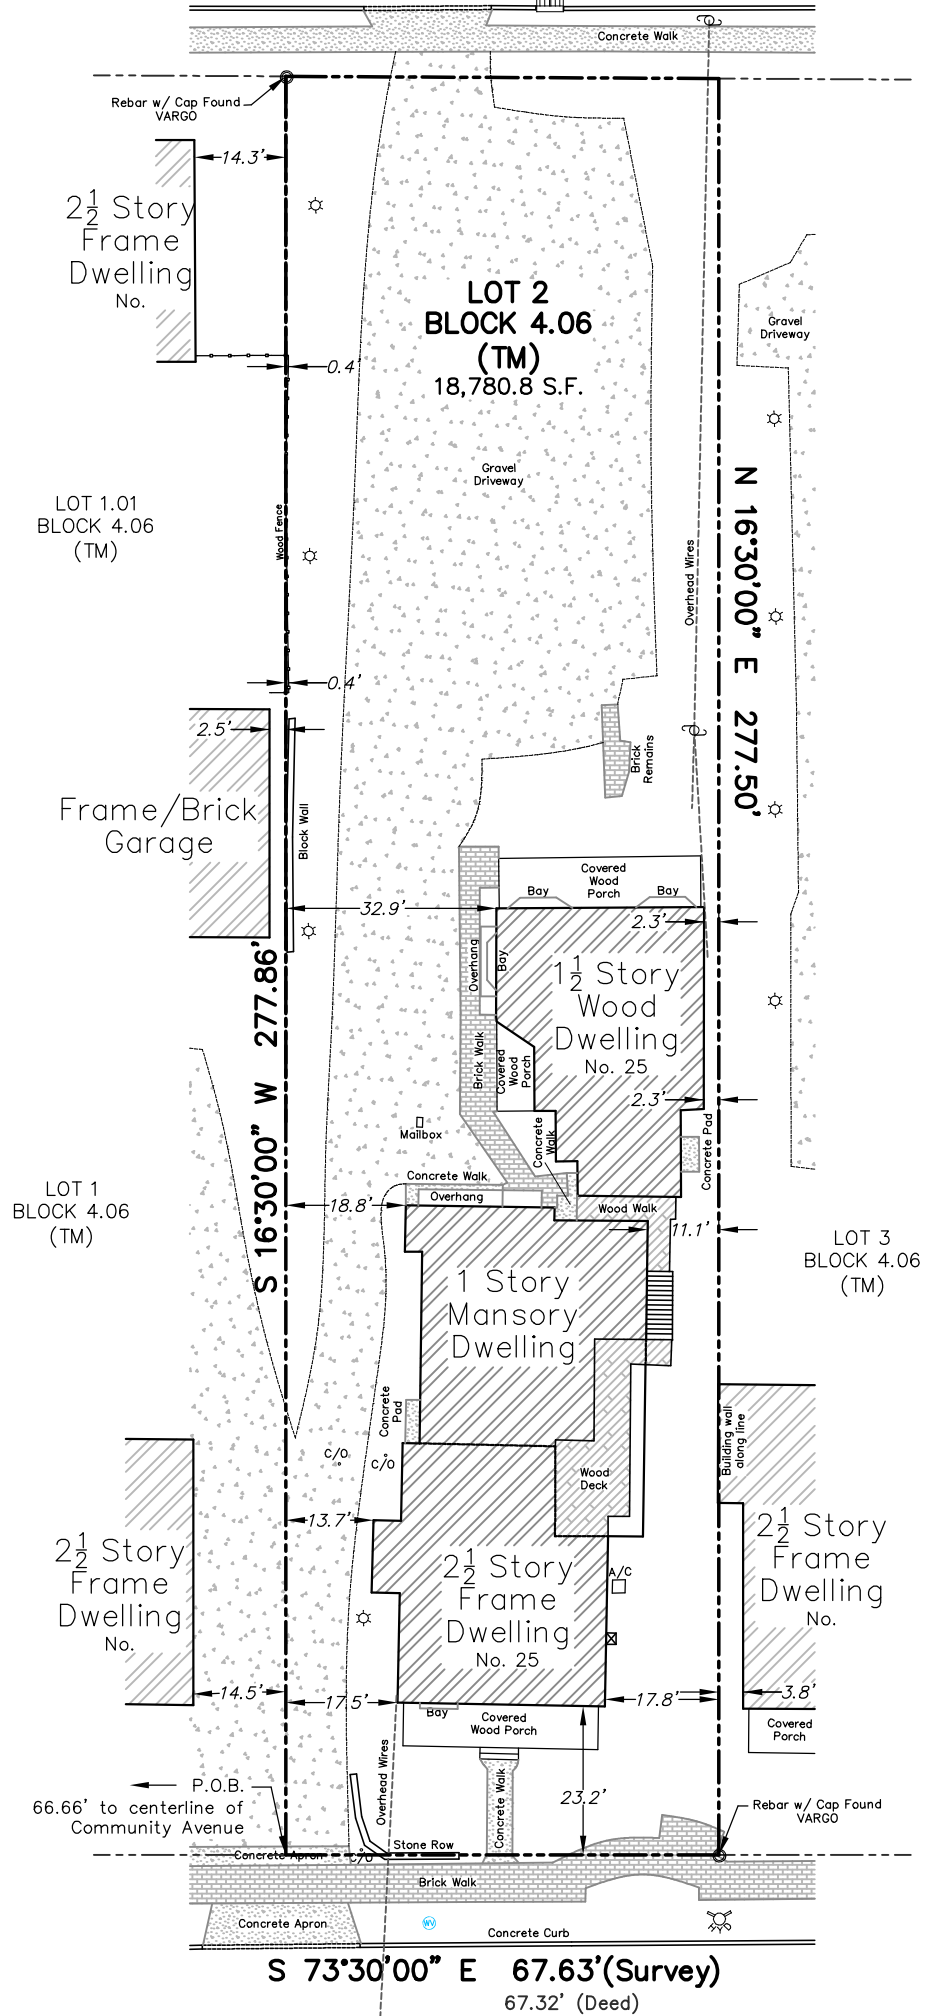 Concrete Walk
Rebar w/ Cap Found
VARGO
14.3'
2½ Story
Frame
Dwelling
No.
LOT 2
BLOCK 4.06
(TM)
18,780.8 S.F.
Gravel
Driveway
0.4'
Gravel
Driveway
LOT 1.01
BLOCK 4.06
(TM)
Wood Fence
Overhead Wires
N 16°30'00" E 277.50'
0.4'
2.5'
Frame/Brick
Garage
Block Wall
Brick
Remains
Covered
Wood
Porch
Bay
Bay
32.9'
2.3'
Overhang
Bay
1½ Story
Wood
Dwelling
No. 25
S 16°30'00" W 277.86'
Brick Walk
Covered
Wood
Porch
2.3'
Mailbox
Concrete
Walk
Concrete Pad
Concrete Walk
Overhang
Wood Walk
18.8'
11.1'
LOT 1
BLOCK 4.06
(TM)
LOT 3
BLOCK 4.06
(TM)
1 Story
Mansory
Dwelling
Concrete
Pad
Building wall
along line
C/O
C/O
Wood
Deck
13.7'
2½ Story
Frame
Dwelling
No.
2½ Story
Frame
Dwelling
No. 25
A/C
2½ Story
Frame
Dwelling
No.
14.5'
17.5'
17.8'
3.8'
Bay
Covered
Wood Porch
Covered
Porch
Overhead Wires
Concrete Walk
23.2'
P.O.B.
66.66' to centerline of
Community Avenue
Rebar w/ Cap Found
VARGO
Stone Row
Concrete Apron
C/O
Brick Walk
Concrete Apron
WV
Concrete Curb
S 73°30'00" E 67.63'(Survey)
67.32' (Deed)